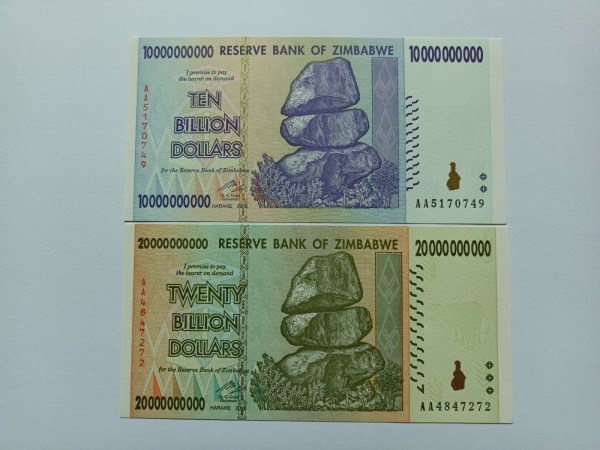 10000000000 RESERVE BANK OF ZIMBABWE 10000000000
I promise to pay
the bearer on demand
TEN
BILLION
DOLLARS
for the Reserve Bank of Zimbabwe
AA5170749
10000000000
HARARE
AA5170749
20000000000 RESERVE BANK OF ZIMBABWE 20000000000
I promise to pay
the bearer on demand
TWENTY
BILLION
DOLLARS
for the Reserve Bank of Zimbabwe
AA4847272
20000000000
HARARE
AA4847272